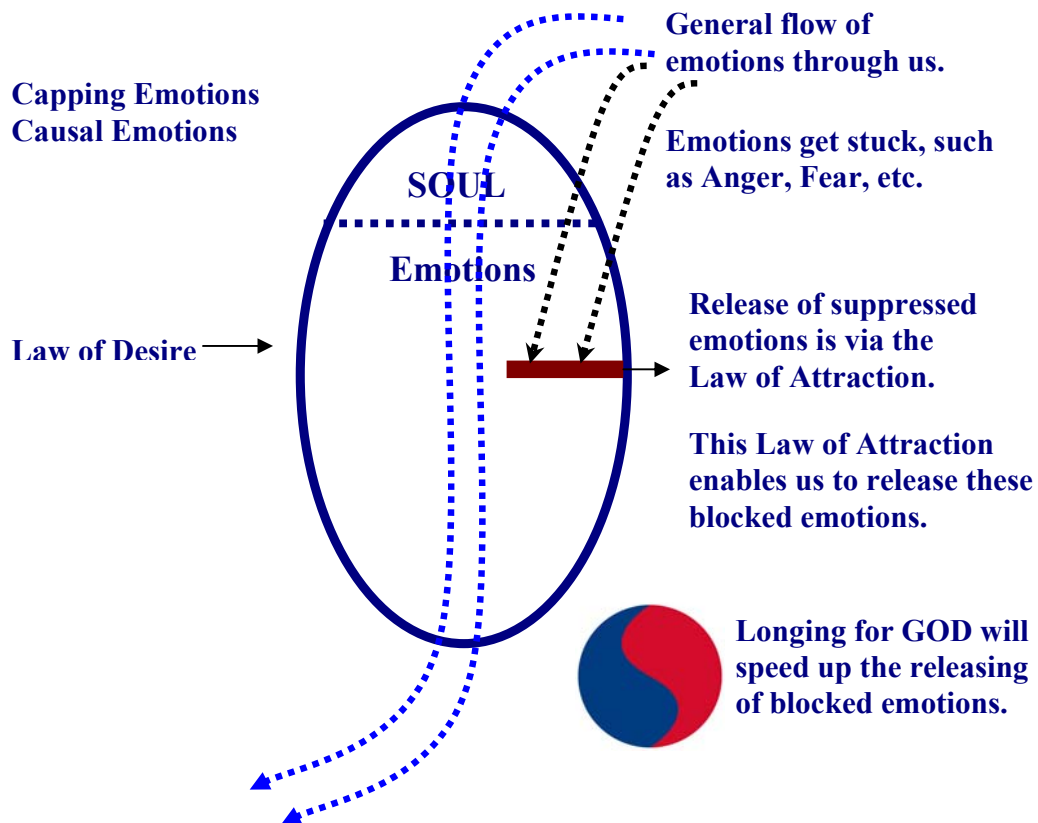 General flow of
emotions through us.
Capping Emotions
Causal Emotions
Emotions get stuck, such
as Anger, Fear, etc.
SOUL
Emotions
Law of Desire
Release of suppressed
emotions is via the
Law of Attraction.
This Law of Attraction
enables us to release these
blocked emotions.
Longing for GOD will
speed up the releasing
of blocked emotions.